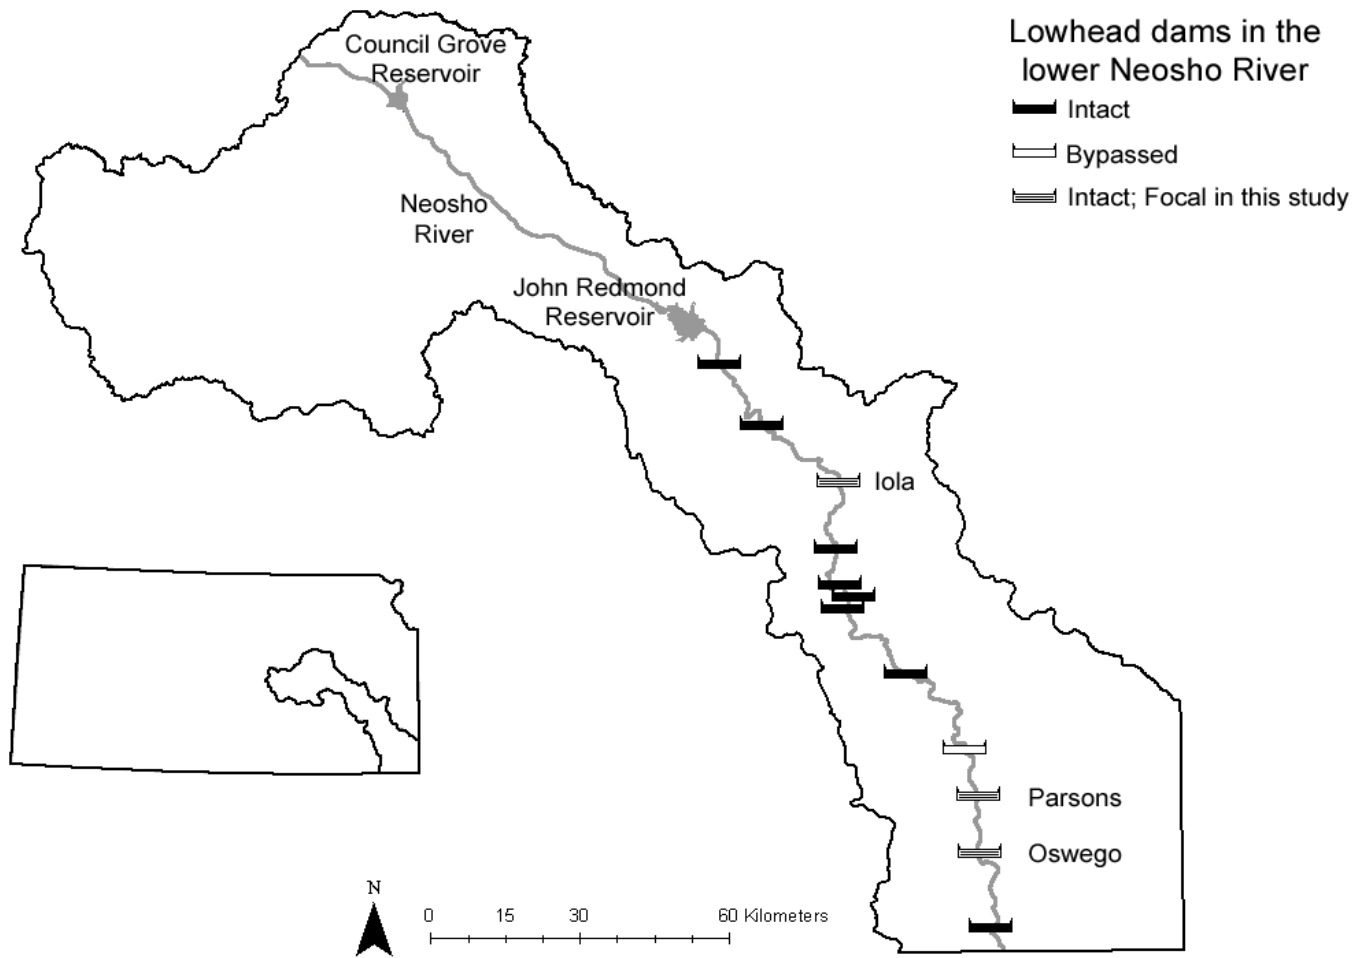 Lowhead dams in the
lower Neosho River
Intact
Bypassed
Intact; Focal in this study
Council Grove
Reservoir
Neosho
River
John Redmond
Reservoir
Iola
Parsons
Oswego
N
0 15 30 60 Kilometers